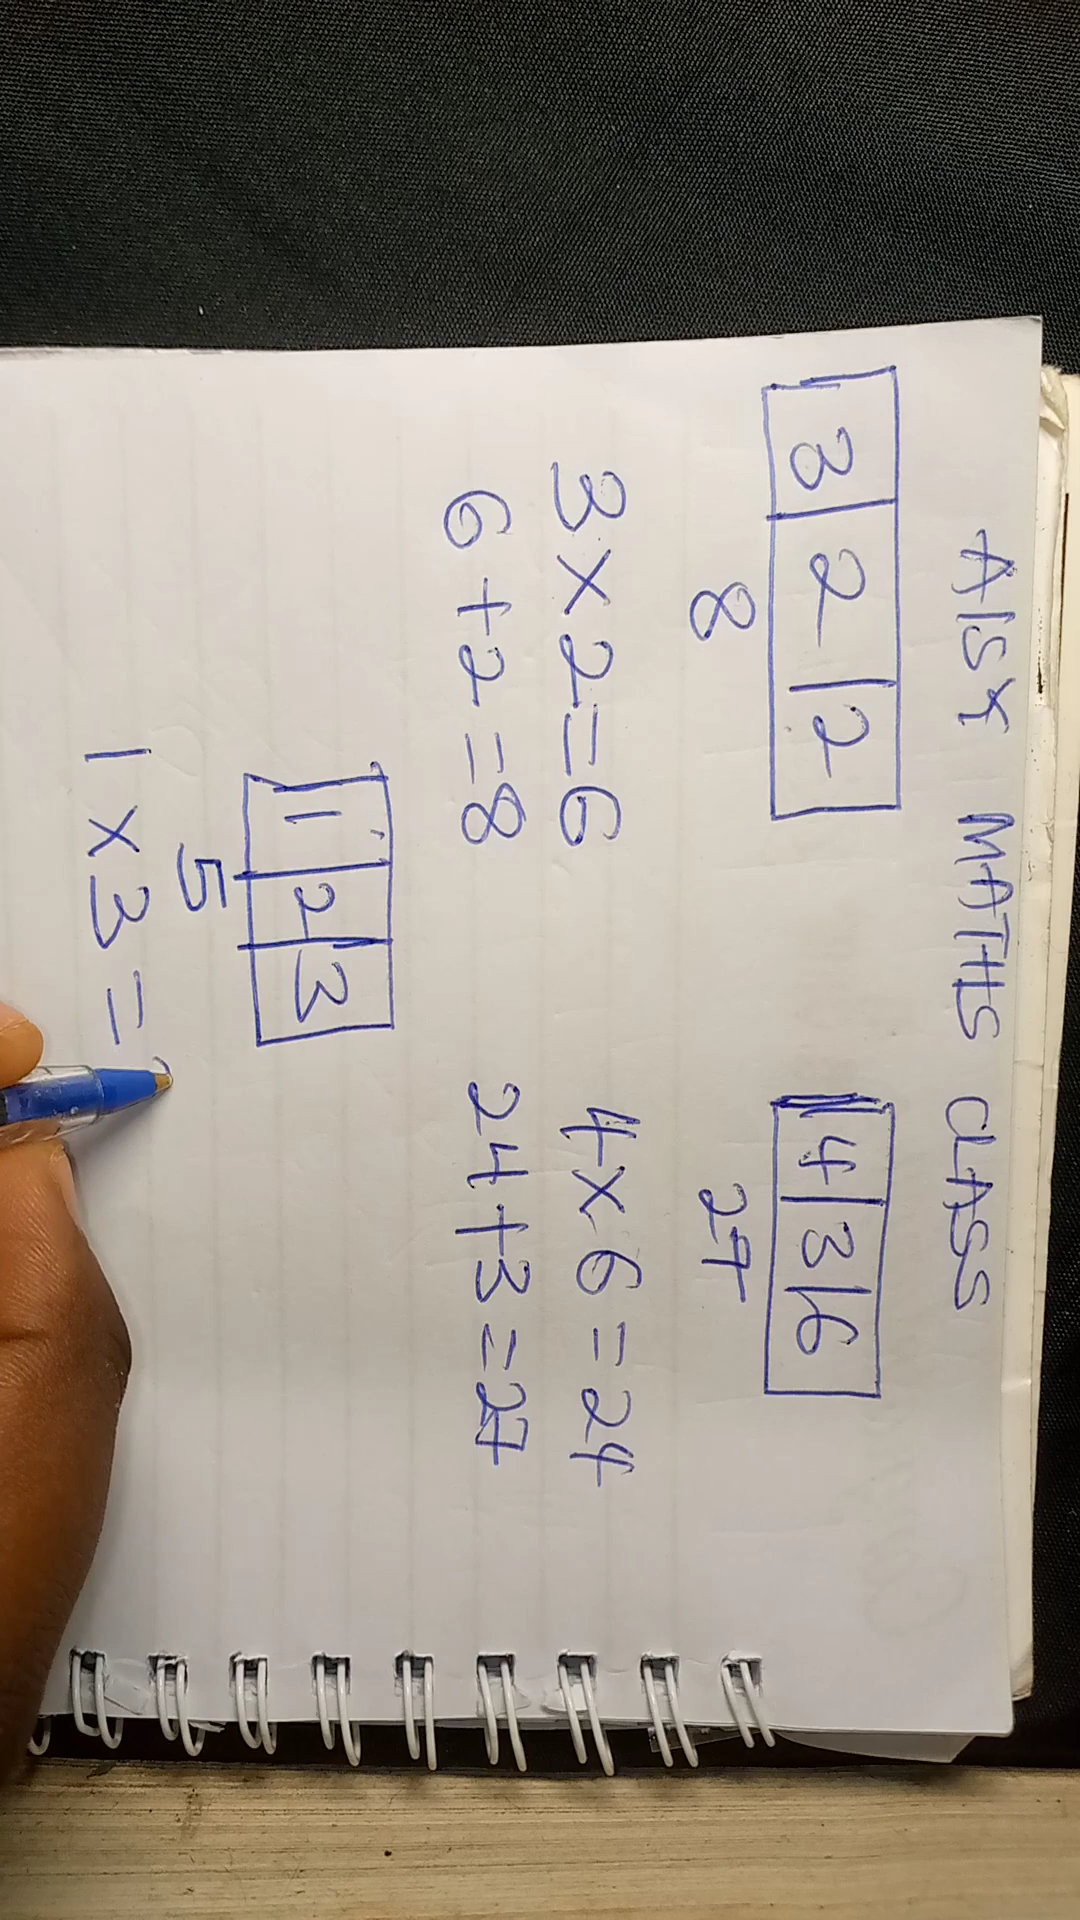 AISY MATHS CLASS
3 2 2
8
3 × 2 = 6
6 + 2 = 8
4 3 6
27
4 × 6 = 24
24 + 3 = 27
1 2 3
5
1 × 3 =